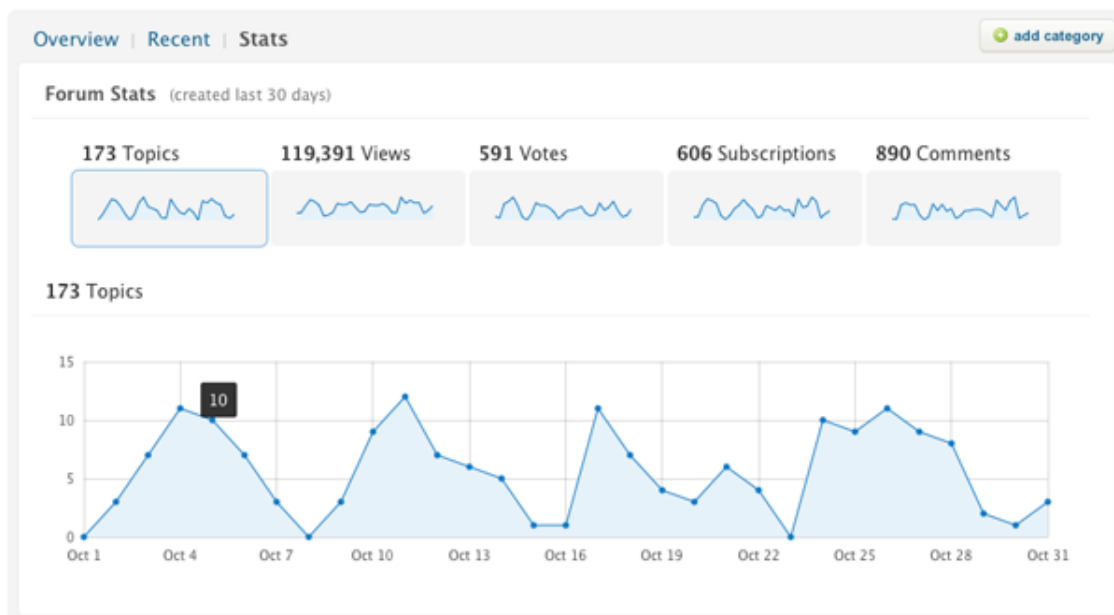 Overview | Recent | Stats
add category
Forum Stats (created last 30 days)
173 Topics
119,391 Views
591 Votes
606 Subscriptions
890 Comments
173 Topics
15
10
10
5
0
Oct 1
Oct 4
Oct 7
Oct 10
Oct 13
Oct 16
Oct 19
Oct 22
Oct 25
Oct 28
Oct 31